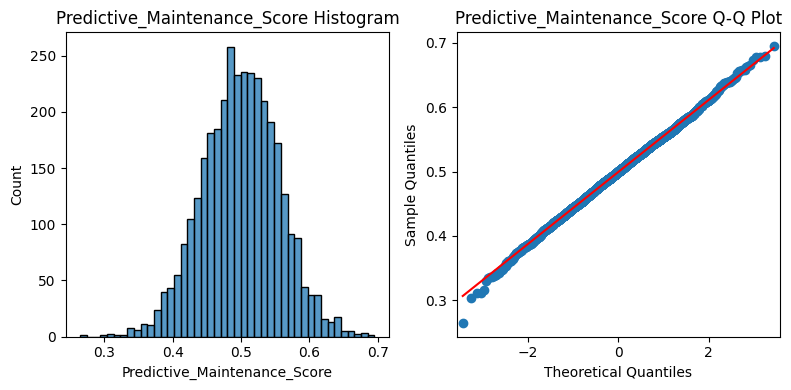 Predictive_Maintenance_Score Histogram
250
200
150
100
50
0
Count
0.3 0.4 0.5 0.6 0.7
Predictive_Maintenance_Score
Predictive_Maintenance_Score Q-Q Plot
0.7
0.6
0.5
0.4
0.3
Sample Quantiles
−2 0 2
Theoretical Quantiles